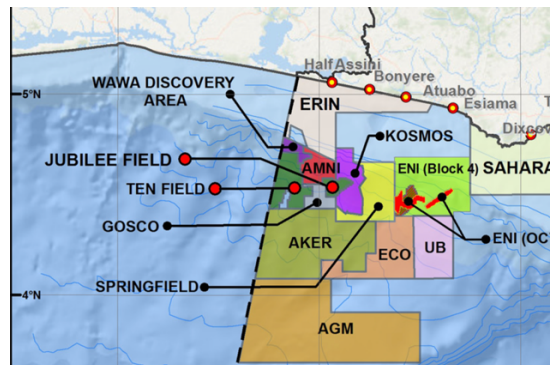 Half Assini
Bonyere
Atuabo
Esiama
Dixcov
WAWA DISCOVERY
AREA
5°N
ERIN
KOSMOS
JUBILEE FIELD
AMNI
ENI (Block 4)
SAHARA
TEN FIELD
GOSCO
AKER
ECO
UB
ENI (OC
SPRINGFIELD
4°N
AGM